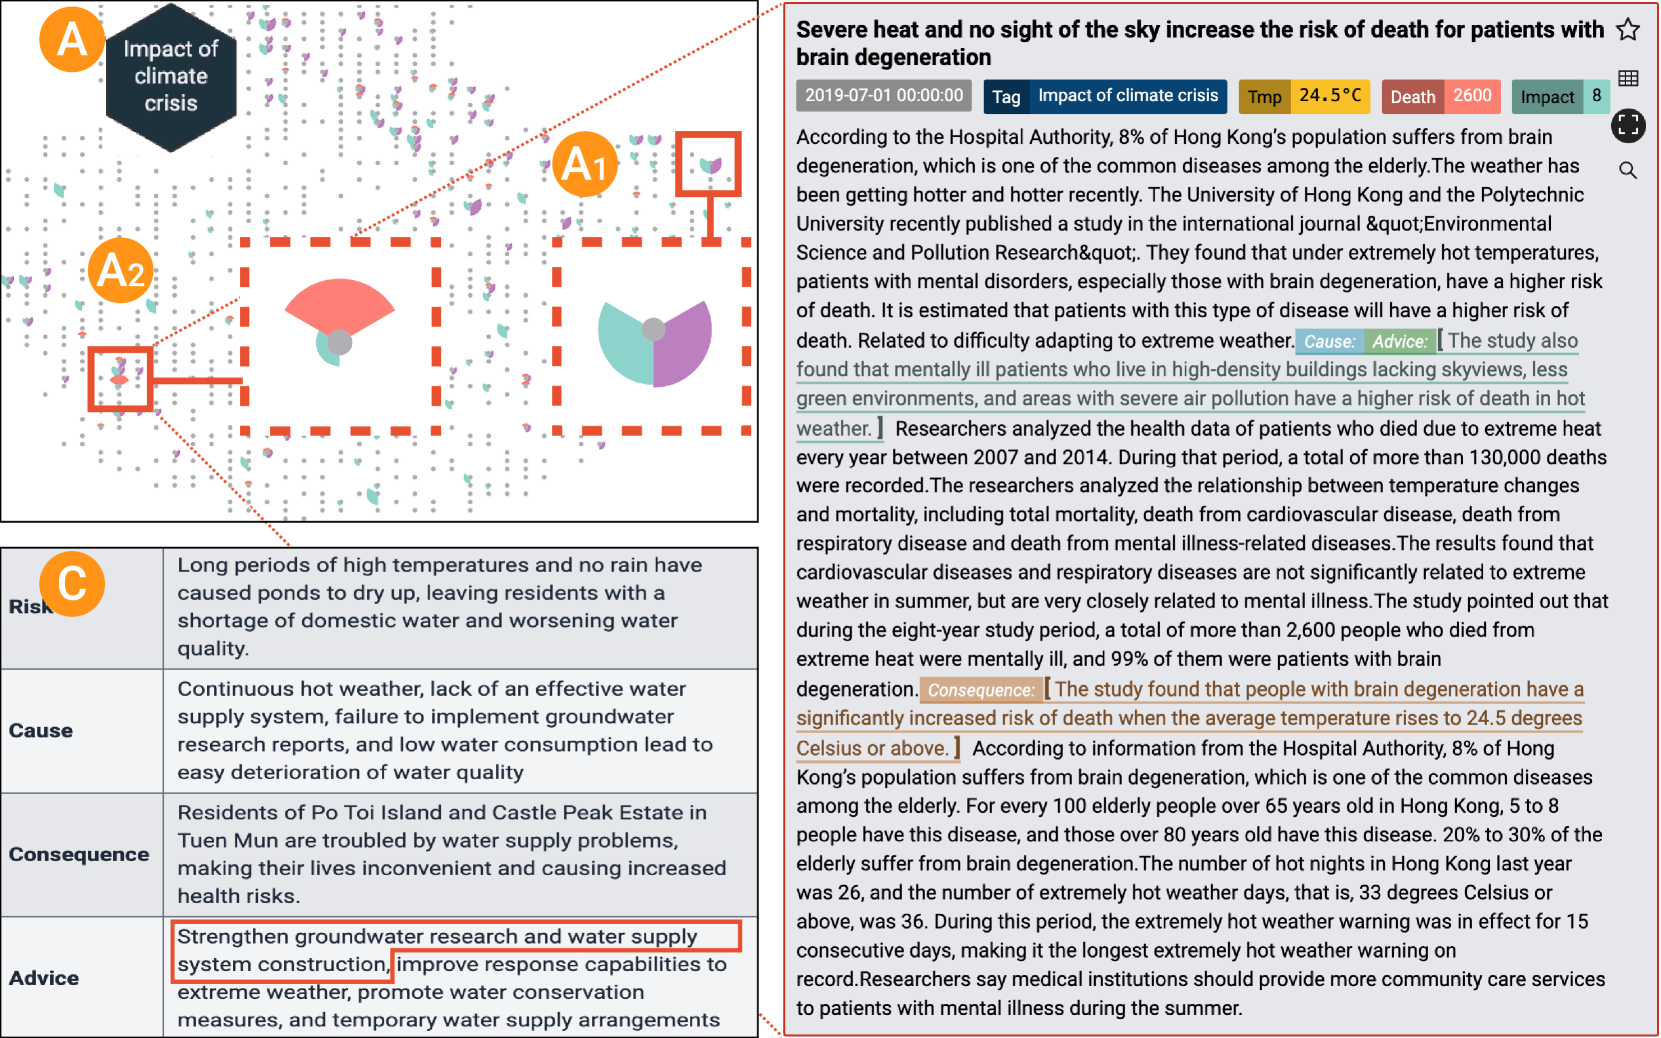 A
Impact of
climate
crisis
A1
A2
C
Risk
Long periods of high temperatures and no rain have
caused ponds to dry up, leaving residents with a
shortage of domestic water and worsening water
quality.
Cause
Continuous hot weather, lack of an effective water
supply system, failure to implement groundwater
research reports, and low water consumption lead to
easy deterioration of water quality
Consequence
Residents of Po Toi Island and Castle Peak Estate in
Tuen Mun are troubled by water supply problems,
making their lives inconvenient and causing increased
health risks.
Advice
Strengthen groundwater research and water supply
system construction, improve response capabilities to
extreme weather, promote water conservation
measures, and temporary water supply arrangements
Severe heat and no sight of the sky increase the risk of death for patients with
brain degeneration
2019-07-01 00:00:00 Tag Impact of climate crisis Tmp 24.5°C Death 2600 Impact 8
According to the Hospital Authority, 8% of Hong Kong's population suffers from brain
degeneration, which is one of the common diseases among the elderly.The weather has
been getting hotter and hotter recently. The University of Hong Kong and the Polytechnic
University recently published a study in the international journal &quot;Environmental
Science and Pollution Research&quot;. They found that under extremely hot temperatures,
patients with mental disorders, especially those with brain degeneration, have a higher risk
of death. It is estimated that patients with this type of disease will have a higher risk of
death. Related to difficulty adapting to extreme weather. Cause: Advice: [ The study also
found that mentally ill patients who live in high-density buildings lacking skyviews, less
green environments, and areas with severe air pollution have a higher risk of death in hot
weather. ] Researchers analyzed the health data of patients who died due to extreme heat
every year between 2007 and 2014. During that period, a total of more than 130,000 deaths
were recorded.The researchers analyzed the relationship between temperature changes
and mortality, including total mortality, death from cardiovascular disease, death from
respiratory disease and death from mental illness-related diseases.The results found that
cardiovascular diseases and respiratory diseases are not significantly related to extreme
weather in summer, but are very closely related to mental illness.The study pointed out that
during the eight-year study period, a total of more than 2,600 people who died from
extreme heat were mentally ill, and 99% of them were patients with brain
degeneration. Consequence: [ The study found that people with brain degeneration have a
significantly increased risk of death when the average temperature rises to 24.5 degrees
Celsius or above. ] According to information from the Hospital Authority, 8% of Hong
Kong's population suffers from brain degeneration, which is one of the common diseases
among the elderly. For every 100 elderly people over 65 years old in Hong Kong, 5 to 8
people have this disease, and those over 80 years old have this disease. 20% to 30% of the
elderly suffer from brain degeneration.The number of hot nights in Hong Kong last year
was 26, and the number of extremely hot weather days, that is, 33 degrees Celsius or
above, was 36. During this period, the extremely hot weather warning was in effect for 15
consecutive days, making it the longest extremely hot weather warning on
record.Researchers say medical institutions should provide more community care services
to patients with mental illness during the summer.